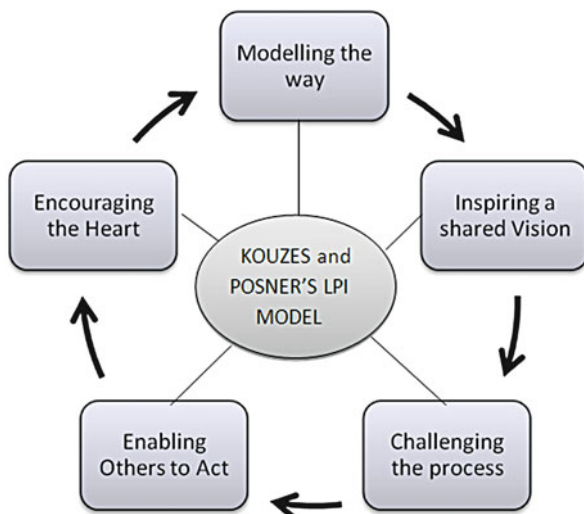 Modelling the
way
Inspiring a
shared Vision
Challenging
the process
Enabling
Others to Act
Encouraging
the Heart
KOUZES and
POSNER'S LPI
MODEL